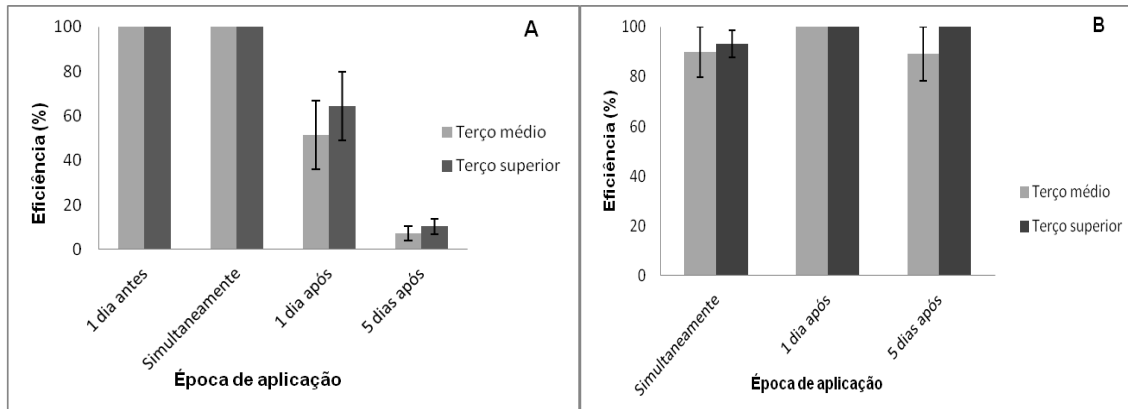 A
Eficiência (%)
100
80
60
40
20
0
1 dia antes
Simultaneamente
1 dia após
5 dias após
Época de aplicação
Terço médio
Terço superior
B
Eficiência (%)
100
80
60
40
20
0
Simultaneamente
1 dia após
5 dias após
Época de aplicação
Terço médio
Terço superior